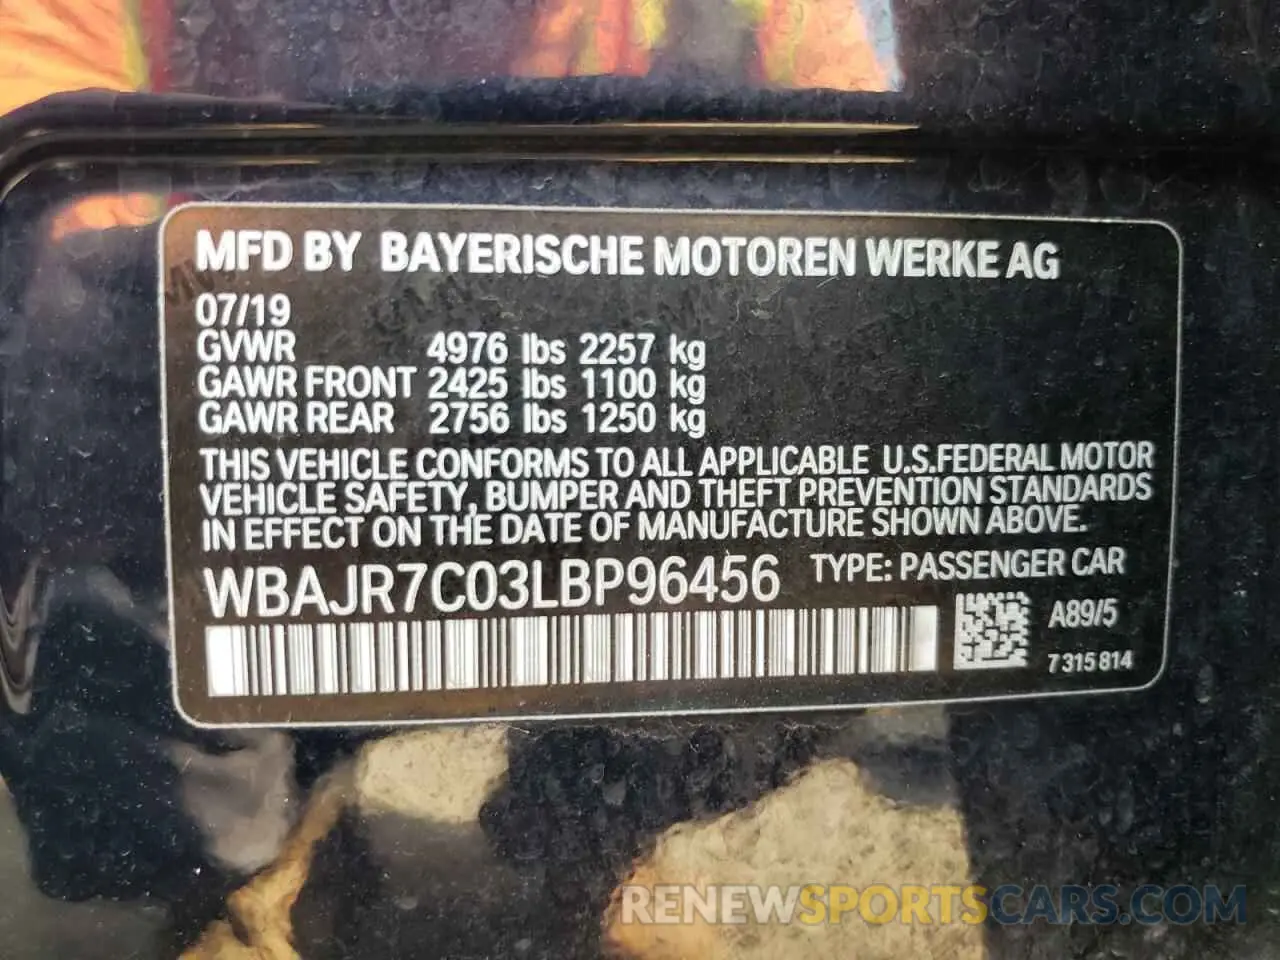 MFD BY BAYERISCHE MOTOREN WERKE AG
07/19
GVWR 4976 lbs 2257 kg
GAWR FRONT 2425 lbs 1100 kg
GAWR REAR 2756 lbs 1250 kg
THIS VEHICLE CONFORMS TO ALL APPLICABLE U.S.FEDERAL MOTOR
VEHICLE SAFETY, BUMPER AND THEFT PREVENTION STANDARDS
IN EFFECT ON THE DATE OF MANUFACTURE SHOWN ABOVE.
WBAJR7C03LBP96456 TYPE: PASSENGER CAR
A89/5
7315814
RENEWSPORTSCARS.COM